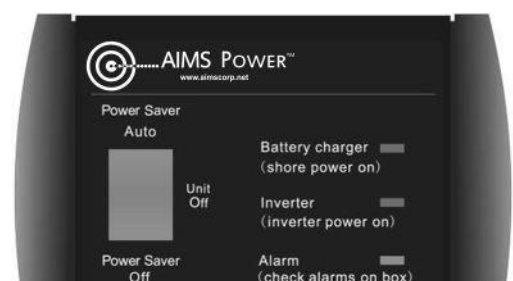 AIMS POWER™
www.aimscorp.net
Power Saver
Auto
Unit
Off
Power Saver
Off
Battery charger
(shore power on)
Inverter
(inverter power on)
Alarm
(check alarms on box)